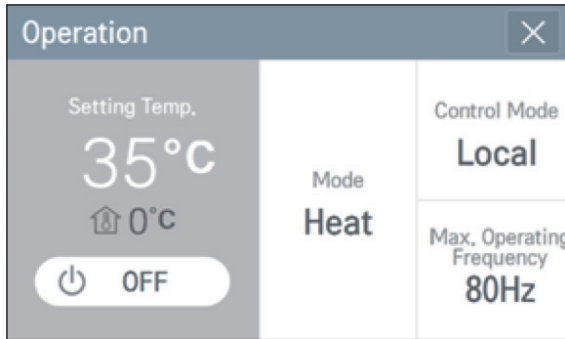 Operation
Setting Temp.
35°C
0°C
OFF
Mode
Heat
Control Mode
Local
Max. Operating
Frequency
80Hz